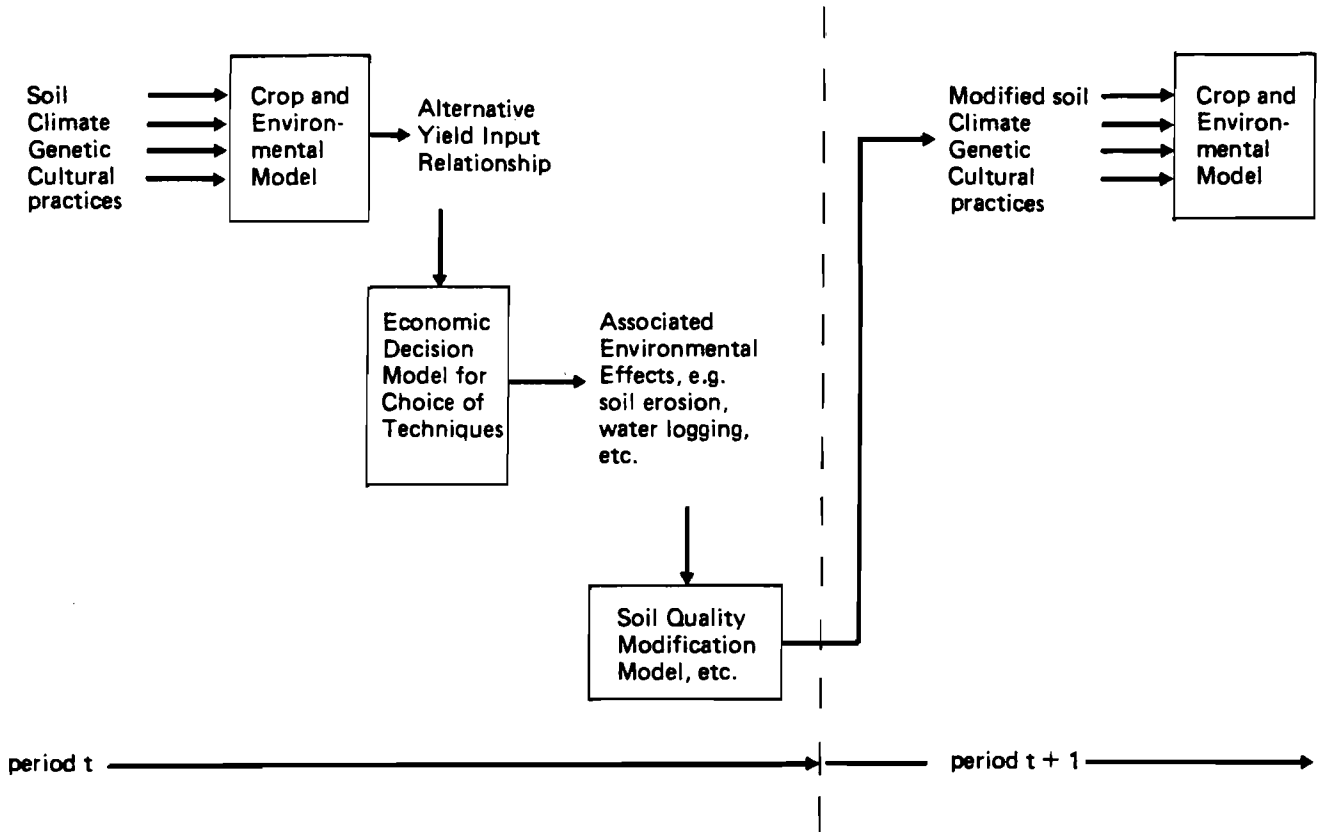 Soil
Climate
Genetic
Cultural
practices
Crop and
Environ-
mental
Model
Alternative
Yield Input
Relationship
Economic
Decision
Model for
Choice of
Techniques
Associated
Environmental
Effects, e.g.
soil erosion,
water logging,
etc.
Soil Quality
Modification
Model, etc.
Modified soil
Climate
Genetic
Cultural
practices
Crop and
Environ-
mental
Model
period t
period t + 1